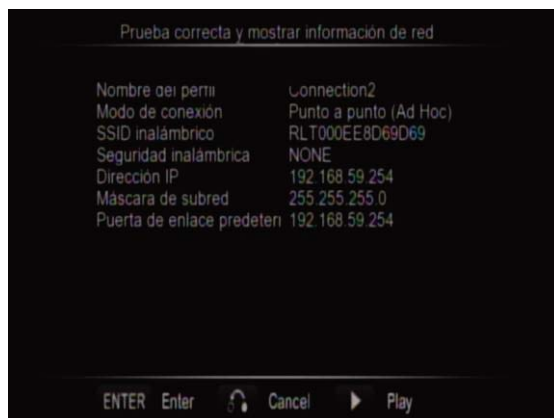 Prueba correcta y mostrar información de red
Nombre del perfil Connection2
Modo de conexión Punto a punto (Ad Hoc)
SSID inalámbrico RLT000EE8D69D69
Seguridad inalámbrica NONE
Dirección IP 192.168.59.254
Máscara de subred 255.255.255.0
Puerta de enlace predeteri 192.168.59.254
ENTER Enter Cancel Play